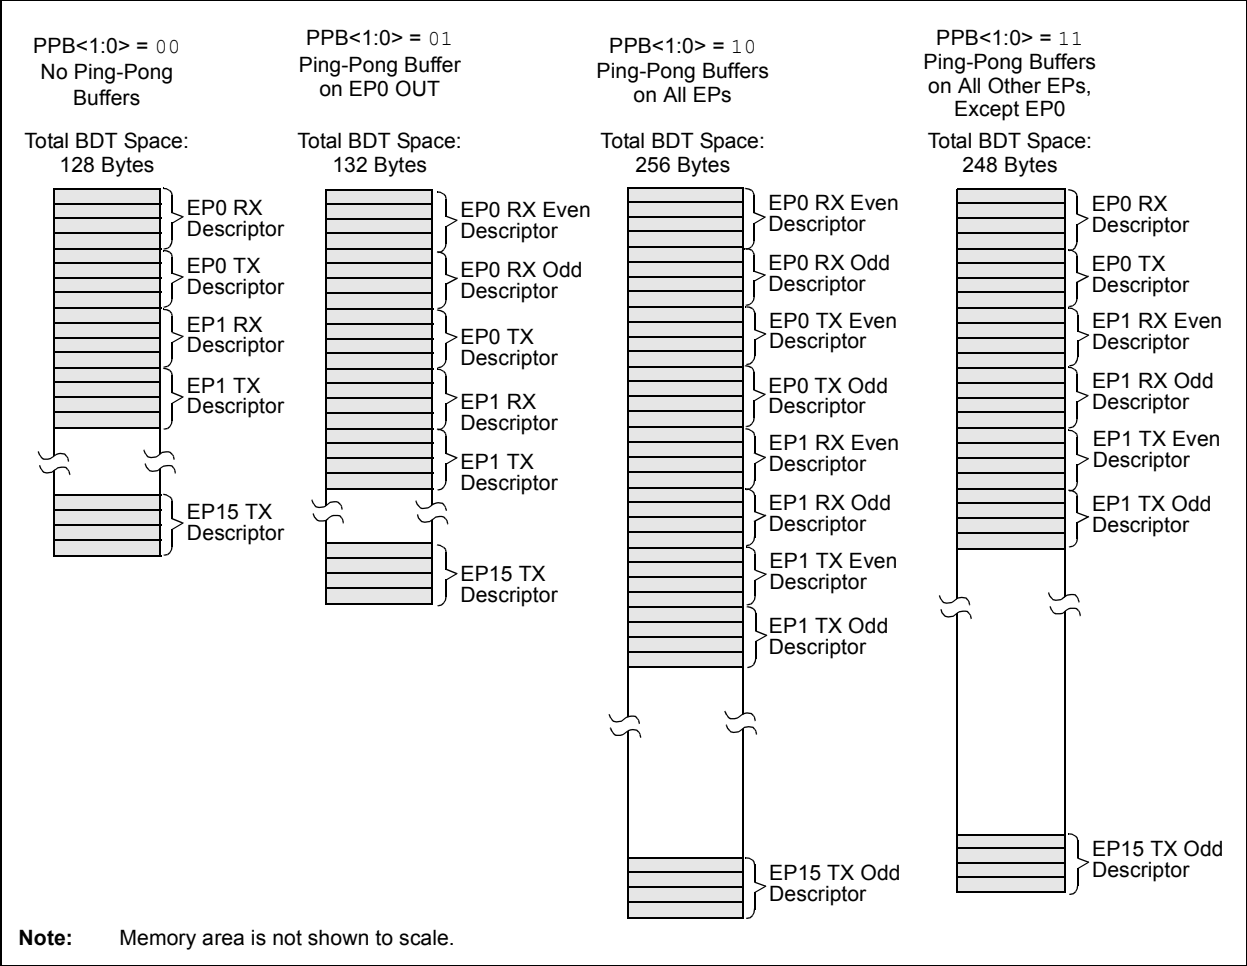 PPB<1:0> = 00
No Ping-Pong
Buffers
Total BDT Space:
128 Bytes
EP0 RX
Descriptor
EP0 TX
Descriptor
EP1 RX
Descriptor
EP1 TX
Descriptor
EP15 TX
Descriptor
PPB<1:0> = 01
Ping-Pong Buffer
on EP0 OUT
Total BDT Space:
132 Bytes
EP0 RX Even
Descriptor
EP0 RX Odd
Descriptor
EP0 TX
Descriptor
EP1 RX
Descriptor
EP1 TX
Descriptor
EP15 TX
Descriptor
PPB<1:0> = 10
Ping-Pong Buffers
on All EPs
Total BDT Space:
256 Bytes
EP0 RX Even
Descriptor
EP0 RX Odd
Descriptor
EP0 TX Even
Descriptor
EP0 TX Odd
Descriptor
EP1 RX Even
Descriptor
EP1 RX Odd
Descriptor
EP1 TX Even
Descriptor
EP1 TX Odd
Descriptor
EP15 TX Odd
Descriptor
PPB<1:0> = 11
Ping-Pong Buffers
on All Other EPs,
Except EP0
Total BDT Space:
248 Bytes
EP0 RX
Descriptor
EP0 TX
Descriptor
EP1 RX Even
Descriptor
EP1 RX Odd
Descriptor
EP1 TX Even
Descriptor
EP1 TX Odd
Descriptor
EP15 TX Odd
Descriptor
Note: Memory area is not shown to scale.